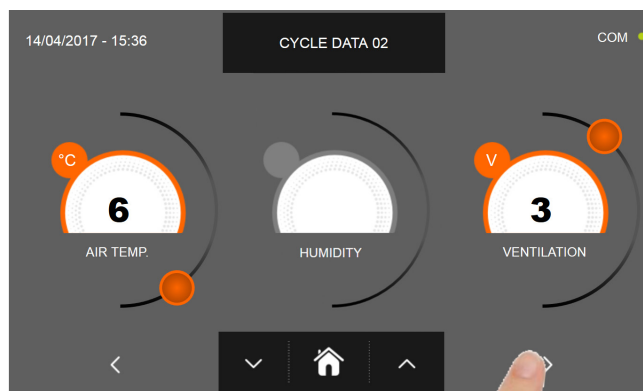 14/04/2017 - 15:36
CYCLE DATA 02
COM
°C
V
6
3
AIR TEMP.
HUMIDITY
VENTILATION